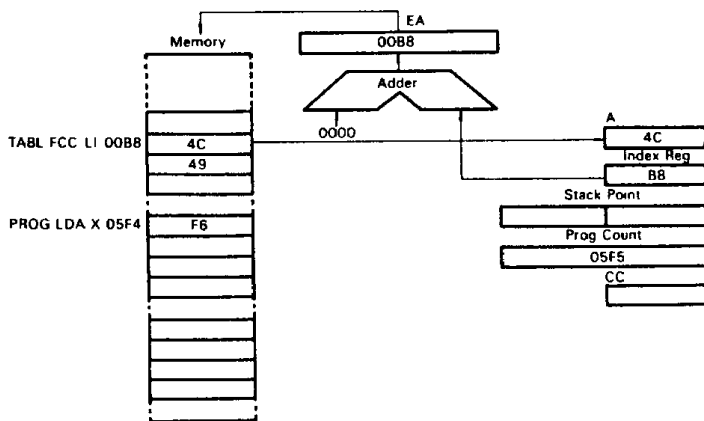 EA
Memory
00B8
Adder
0000
A
TABL FCC LI 00B8
4C
4C
49
Index Reg
B8
Stack Point
PROG LDA X 05F4
F6
Prog Count
05F5
CC